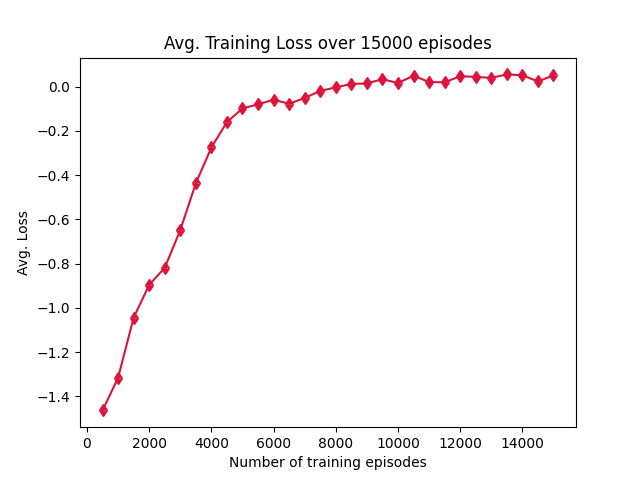 Avg. Training Loss over 15000 episodes
Avg. Loss
0.0
−0.2
−0.4
−0.6
−0.8
−1.0
−1.2
−1.4
0 2000 4000 6000 8000 10000 12000 14000
Number of training episodes